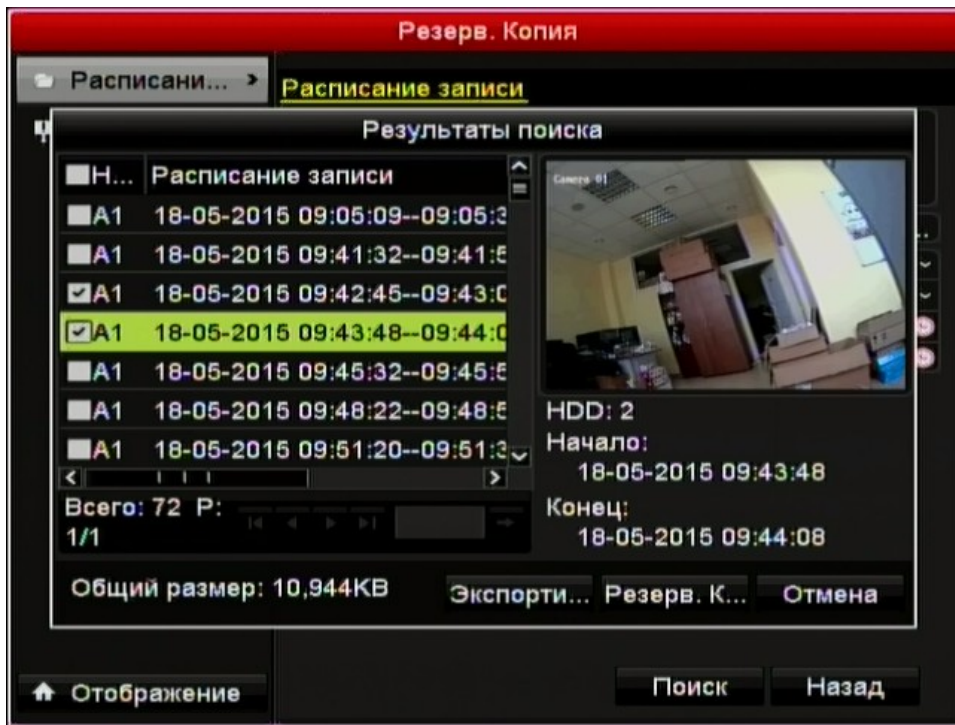 Резерв. Копия
Расписани...
Расписание записи
Результаты поиска
Н... Расписание записи
A1 18-05-2015 09:05:09--09:05:3
A1 18-05-2015 09:41:32--09:41:5
A1 18-05-2015 09:42:45--09:43:0
A1 18-05-2015 09:43:48--09:44:0
A1 18-05-2015 09:45:32--09:45:5
A1 18-05-2015 09:48:22--09:48:5
A1 18-05-2015 09:51:20--09:51:3
Всего: 72 P:
1/1
Camera 01
HDD: 2
Начало:
18-05-2015 09:43:48
Конец:
18-05-2015 09:44:08
Общий размер: 10,944KB
Экспорти... Резерв. К... Отмена
Отображение
Поиск Назад